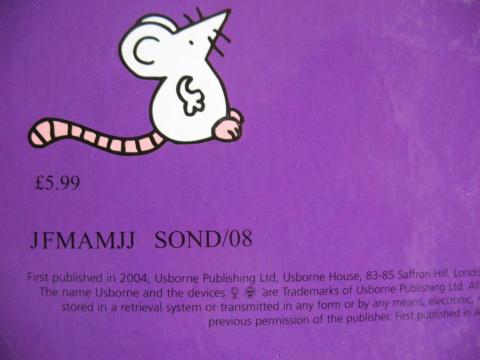 £5.99
JFMAMJJ SOND/08
First published in 2004, Usborne Publishing Ltd, Usborne House, 83-85 Saffron Hill, London
The name Usborne and the devices are Trademarks of Usborne Publishing Ltd. All
stored in a retrieval system or transmitted in any form or by any means, electronic,
previous permission of the publisher. First published in A